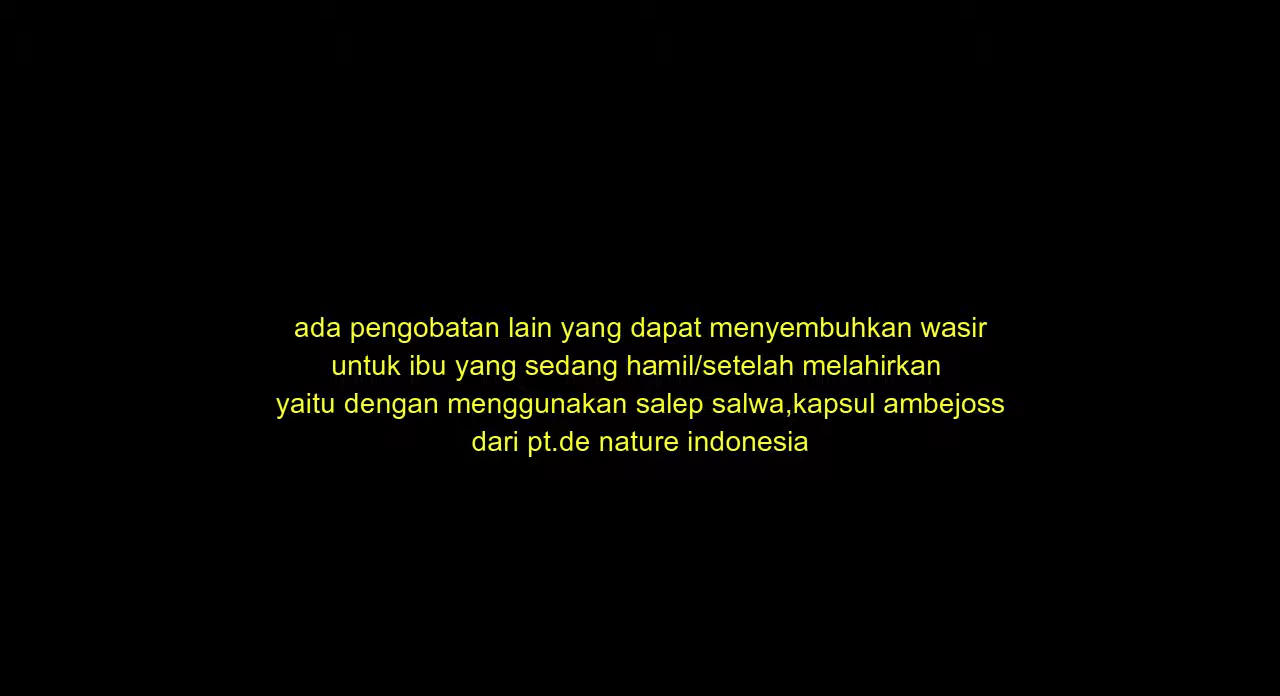 ada pengobatan lain yang dapat menyembuhkan wasir
untuk ibu yang sedang hamil/setelah melahirkan
yaitu dengan menggunakan salep salwa,kapsul ambejoss
dari pt.de nature indonesia